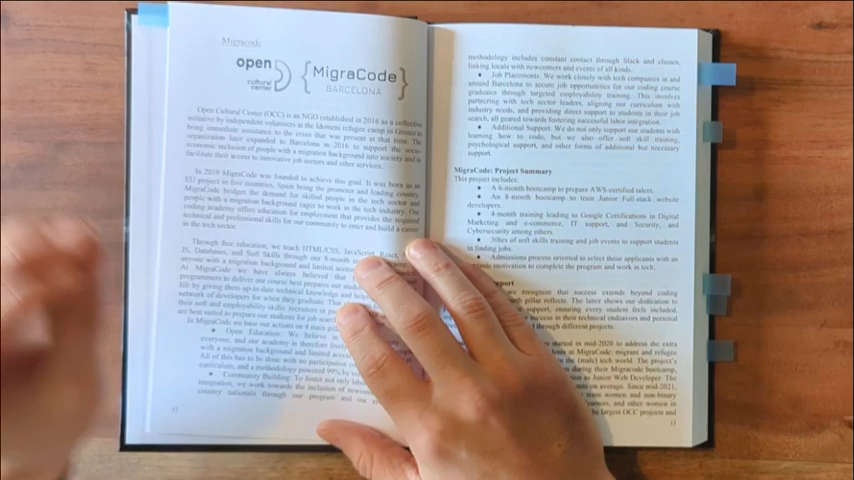 Migracode
open
cultural
center
{MigraCode}
BARCELONA
Open Cultural Center (OCC) is an NGO established in 2016 as a collective
initiative by independent volunteers at the Idomeni refugee camp in Greece to
bring immediate assistance to the crisis that was present at that time. The
organization later expanded to Barcelona in 2016 to support the socio-
economic inclusion of people with a migration background into society and to
facilitate their access to innovative job sectors and other services.
In 2019 MigraCode was founded to achieve this goal. It was born as an
EU project in five countries, Spain being the promoter and leading country.
MigraCode bridges the demand for skilled people in the tech sector and
people with a migration background eager to work in the tech industry. Our
coding academy offers education for employment that provides the required
technical and professional skills for our community to enter and build a career
in the tech sector.
Through free education, we teach HTML/CSS, JavaScript, React,
JS, Databases, and Soft Skills through our 8-month
anyone with a migration background and limited access
At MigraCode we have always believed that
programmers to deliver our course best prepares our
life by giving them up-to-date technical knowledge and
network of developers for when they graduate. That
their soft and employability skills recruiters
are best suited to prepare our students for job
In MigraCode we base our actions on 4 main
● Open Education: We believe in
everyone, and our academy is therefore
with a migration background and limited
All of this has to be done with no participation
curriculum, and a methodology powered 99% by
● Community Building: To foster not only
integration, we work towards the inclusion of
country nationals through our program and our
12
methodology includes constant contact through Slack and classes,
linking locals with newcomers and events of all kinds.
● Job Placements: We work closely with tech companies in and
around Barcelona to secure job opportunities for our coding course
graduates through targeted employability training. This involves
partnering with tech sector leaders, aligning our curriculum with
industry needs, and providing direct support to students in their job
search, all geared towards fostering successful labor integration.
● Additional Support: We do not only support our students with
learning how to code, but we also offer soft skill training,
psychological support, and other forms of additional but necessary
support.
MigraCode: Project Summary
This project includes:
● A 6-month bootcamp to prepare AWS certified talent.
● An 8-month bootcamp to train Junior Full-stack website
developers.
● 4-month training leading to Google Certifications in Digital
Marketing and e-commerce, IT support, and Security, and
Cybersecurity among others.
● 30hrs of soft skills training and job events to support students
in finding jobs.
● Admissions process oriented to select those applicants with an
intrinsic motivation to complete the program and work in tech.
are recognize that success extends beyond coding
pillar reflects. The latter shows our dedication to
support, ensuring every student feels included,
success in their technical endeavors and personal
through different projects.
started in mid-2020 to address the extra
at MigraCode: migrant and refugee
(male) tech world. The project's
during their Migracode bootcamp,
as Junior Web Developer. The
on average. Since mid-2021,
trans women and non-binary
and other women in
the largest OCC projects and
13